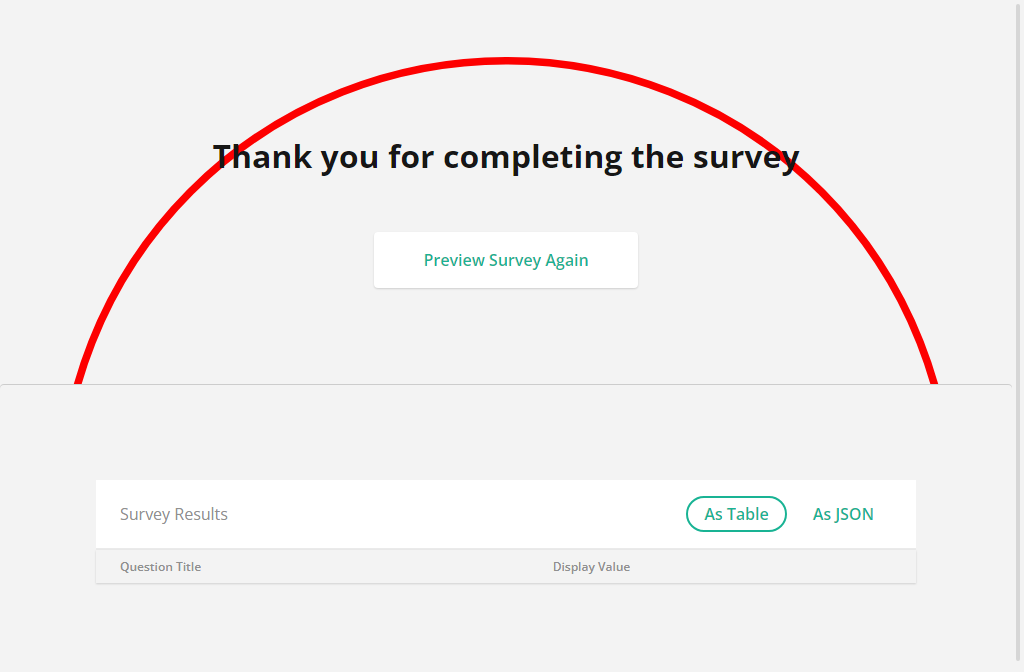 Thank you for completing the survey
Preview Survey Again
Survey Results
As Table
As JSON
Question Title
Display Value